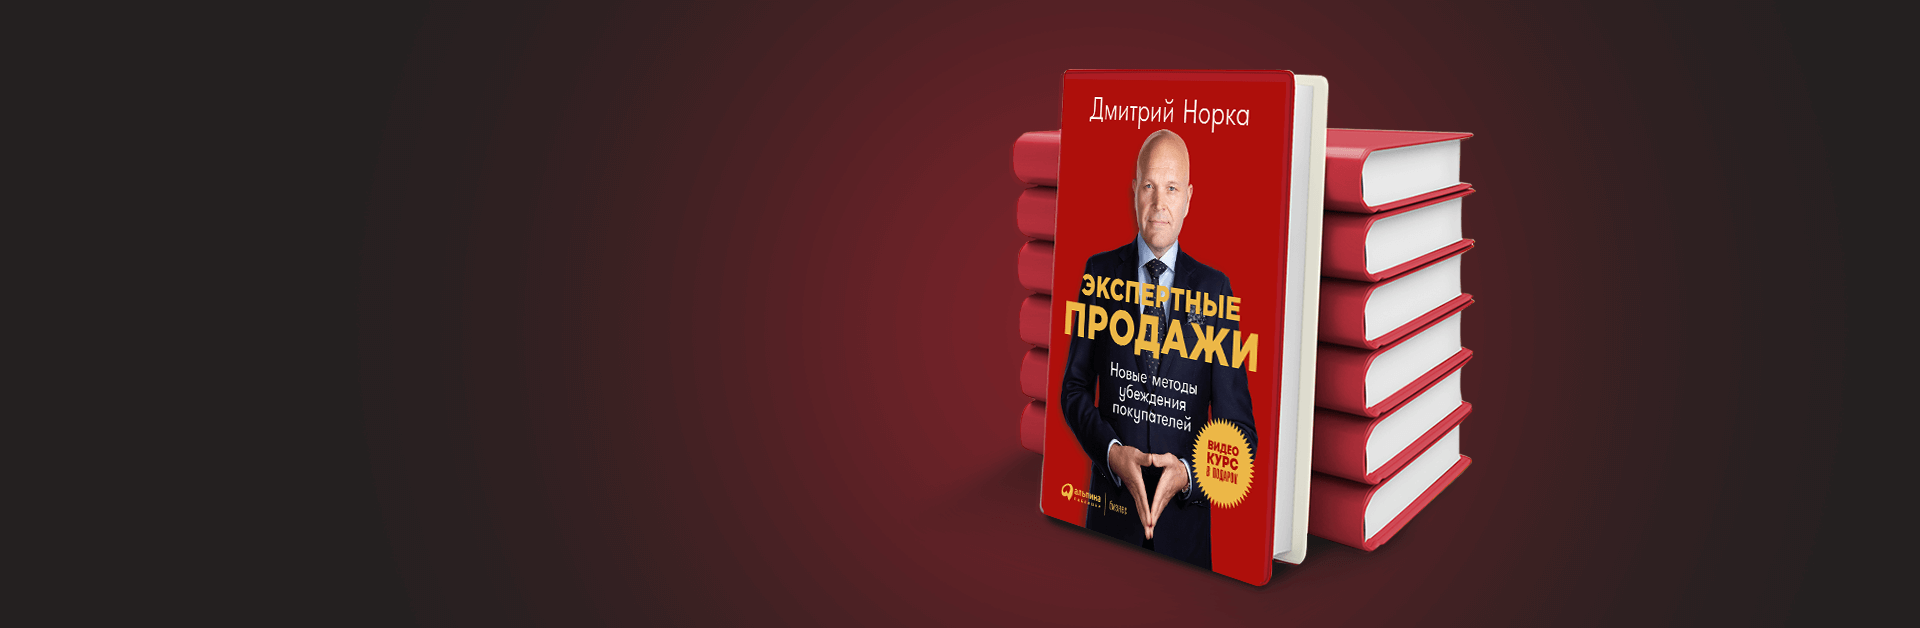 Дмитрий Норка
ЭКСПЕРТНЫЕ
ПРОДАЖИ
Новые методы
убеждения
покупателей
ВИДЕО
КУРС
В ПОДАРОК
альпина
бизнес